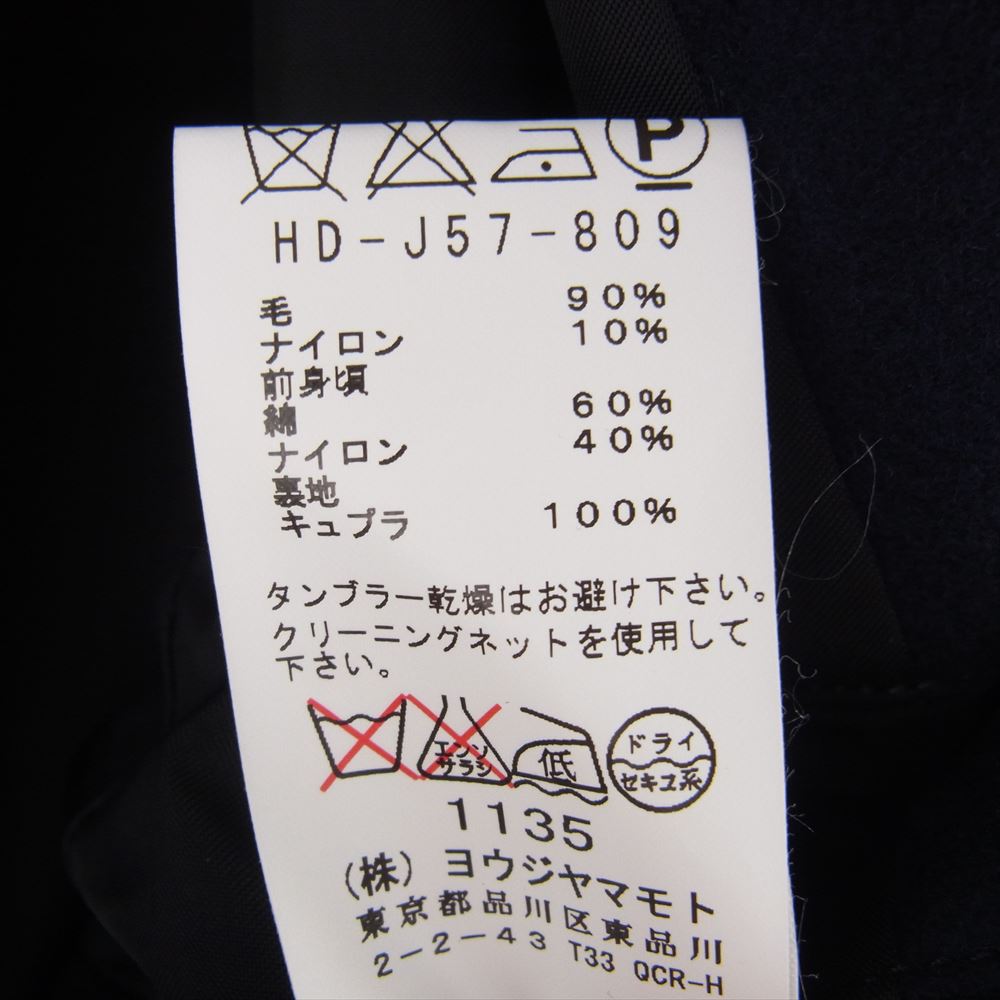 P
HD-J57-809
毛 90%
ナイロン 10%
前身頃
綿 60%
ナイロン 40%
裏地
キュプラ 100%
タンブラー乾燥はお避け下さい。
クリーニングネットを使用して
下さい。
エンソ
サラシ
低
ドライ
セキユ系
1135
(株)ヨウジヤマモト
東京都品川区東品川
2-2-43 T33 QCR-H